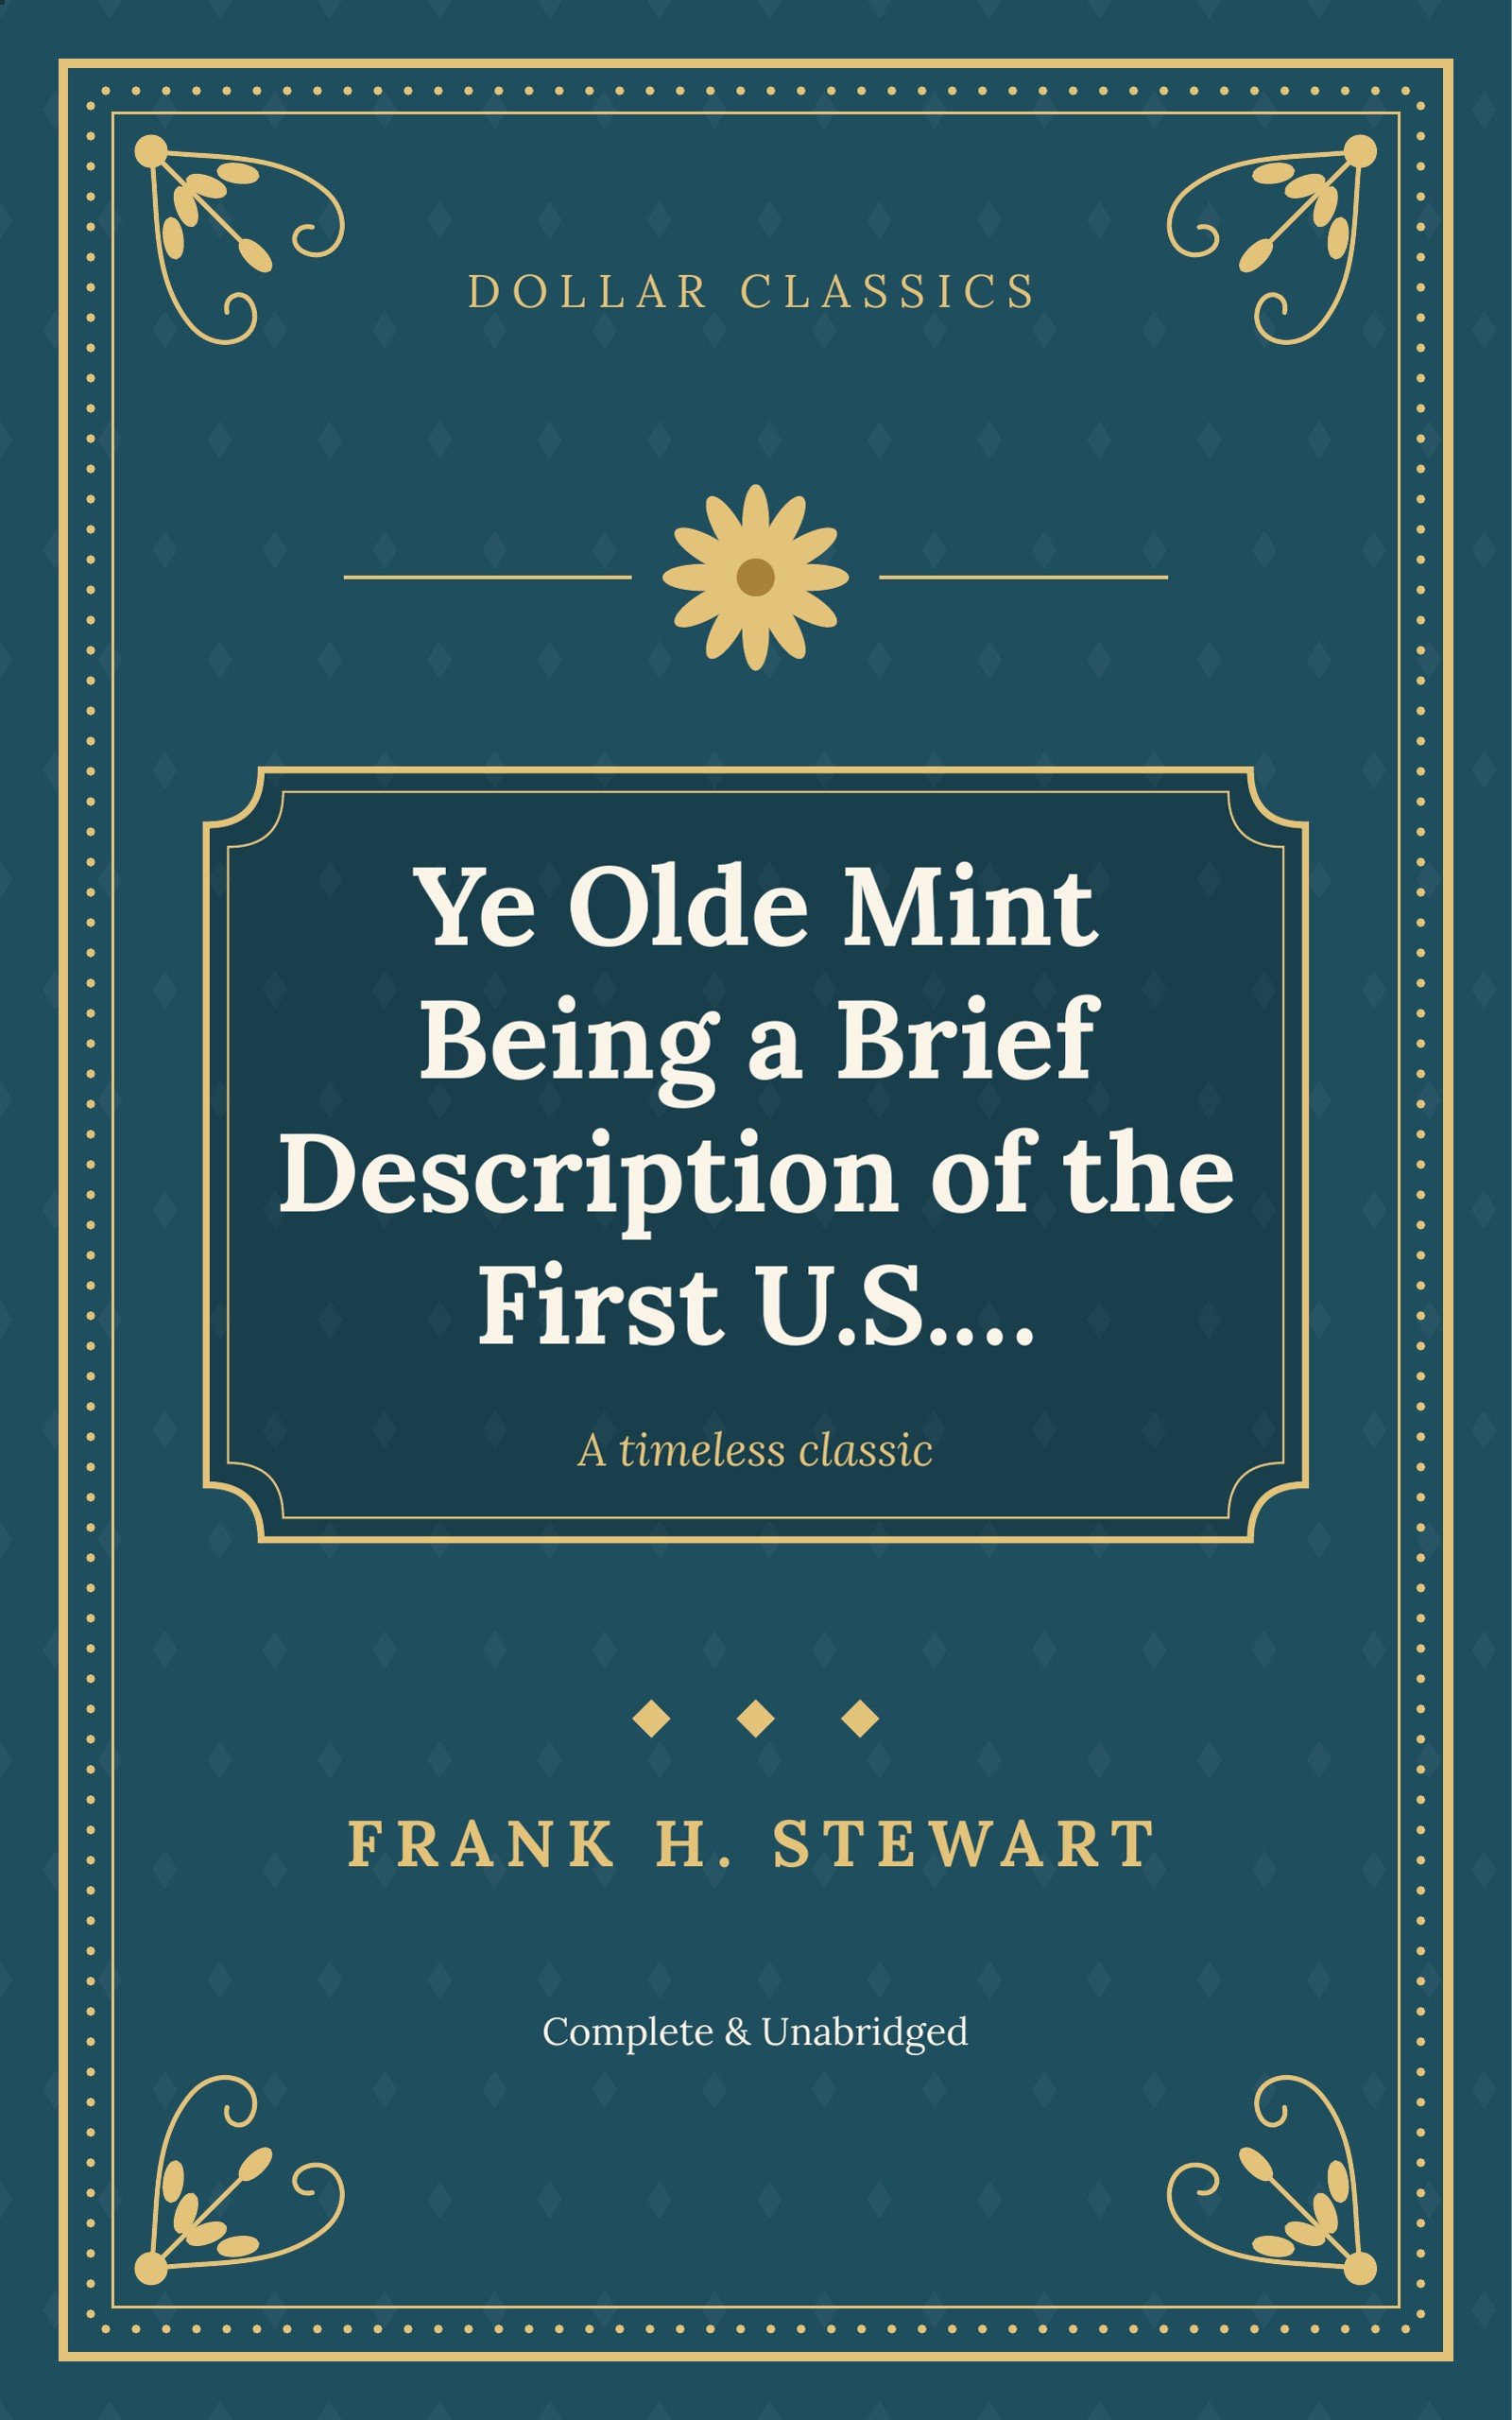 DOLLAR CLASSICS
Ye Olde Mint
Being a Brief
Description of the
First U.S....
A timeless classic
FRANK H. STEWART
Complete & Unabridged